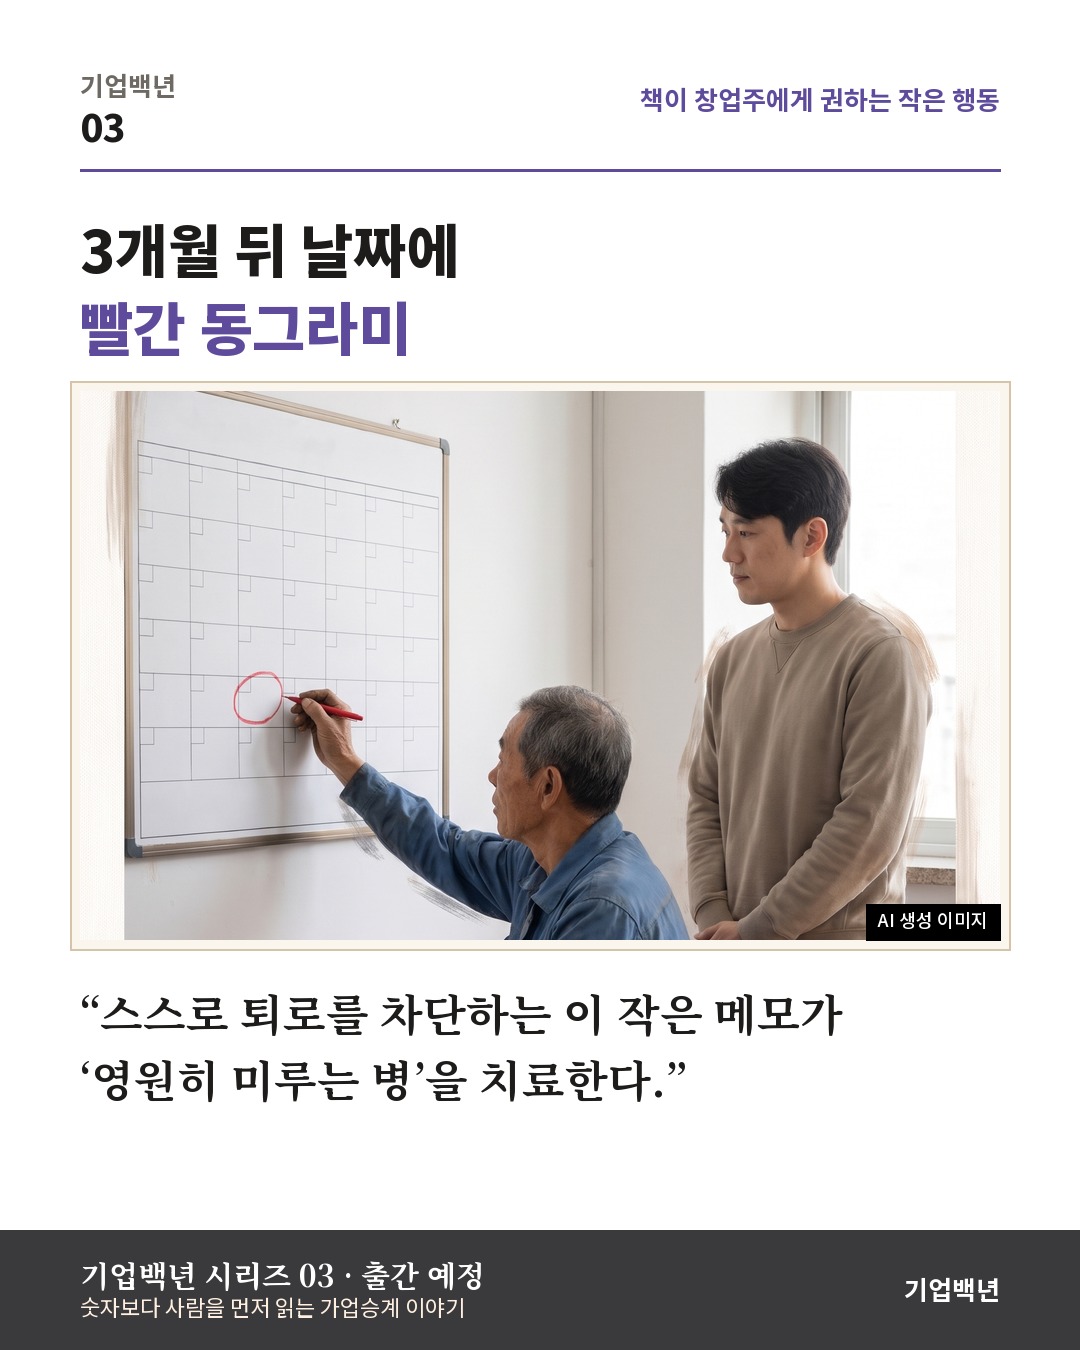 기업백년
03
책이 창업주에게 권하는 작은 행동
3개월 뒤 날짜에
빨간 동그라미
AI 생성 이미지
“스스로 퇴로를 차단하는 이 작은 메모가
‘영원히 미루는 병’을 치료한다.”
기업백년 시리즈 03 · 출간 예정
숫자보다 사람을 먼저 읽는 가업승계 이야기
기업백년